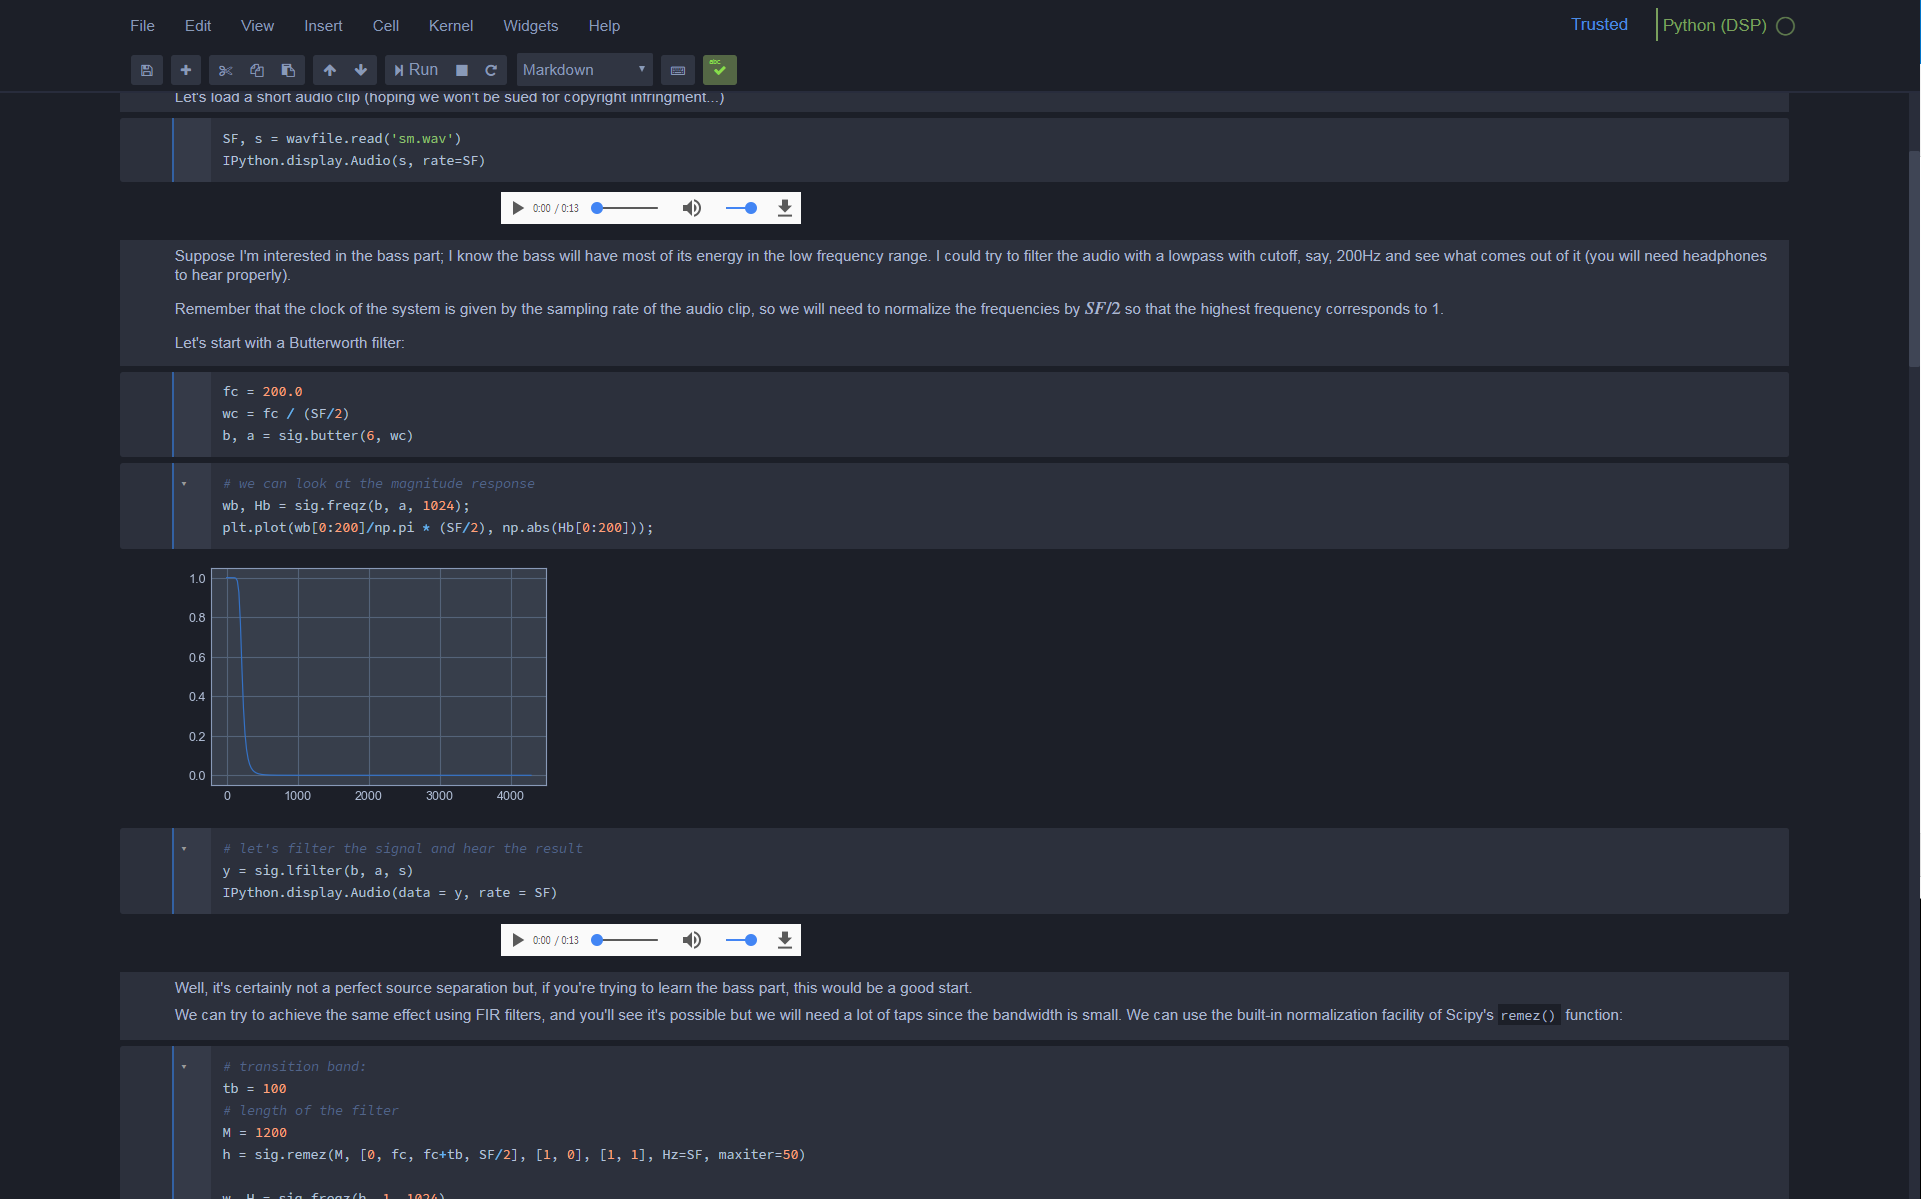 File Edit View Insert Cell Kernel Widgets Help
Trusted
Python (DSP)
Run
Markdown
abc
Let's load a short audio clip (hoping we won't be sued for copyright infringment...)
SF, s = wavfile.read('sm.wav')
IPython.display.Audio(s, rate=SF)
0:00 / 0:13
Suppose I'm interested in the bass part; I know the bass will have most of its energy in the low frequency range. I could try to filter the audio with a lowpass with cutoff, say, 200Hz and see what comes out of it (you will need headphones
to hear properly).
Remember that the clock of the system is given by the sampling rate of the audio clip, so we will need to normalize the frequencies by SF/2 so that the highest frequency corresponds to 1.
Let's start with a Butterworth filter:
fc = 200.0
wc = fc / (SF/2)
b, a = sig.butter(6, wc)
# we can look at the magnitude response
wb, Hb = sig.freqz(b, a, 1024);
plt.plot(wb[0:200]/np.pi * (SF/2), np.abs(Hb[0:200]));
1.0
0.8
0.6
0.4
0.2
0.0
0 1000 2000 3000 4000
# let's filter the signal and hear the result
y = sig.lfilter(b, a, s)
IPython.display.Audio(data = y, rate = SF)
0:00 / 0:13
Well, it's certainly not a perfect source separation but, if you're trying to learn the bass part, this would be a good start.
We can try to achieve the same effect using FIR filters, and you'll see it's possible but we will need a lot of taps since the bandwidth is small. We can use the built-in normalization facility of Scipy's remez() function:
# transition band:
tb = 100
# length of the filter
M = 1200
h = sig.remez(M, [0, fc, fc+tb, SF/2], [1, 0], [1, 1], Hz=SF, maxiter=50)
w, H = sig.freqz(h, 1, 1024)